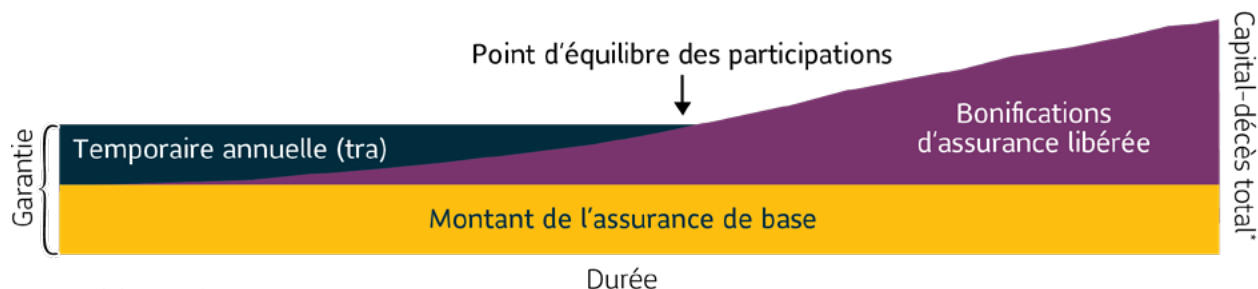 Point d'équilibre des participations
Temporaire annuelle (tra)
Bonifications
d'assurance libérée
Montant de l'assurance de base
Garantie
Durée
Capital-décès total*